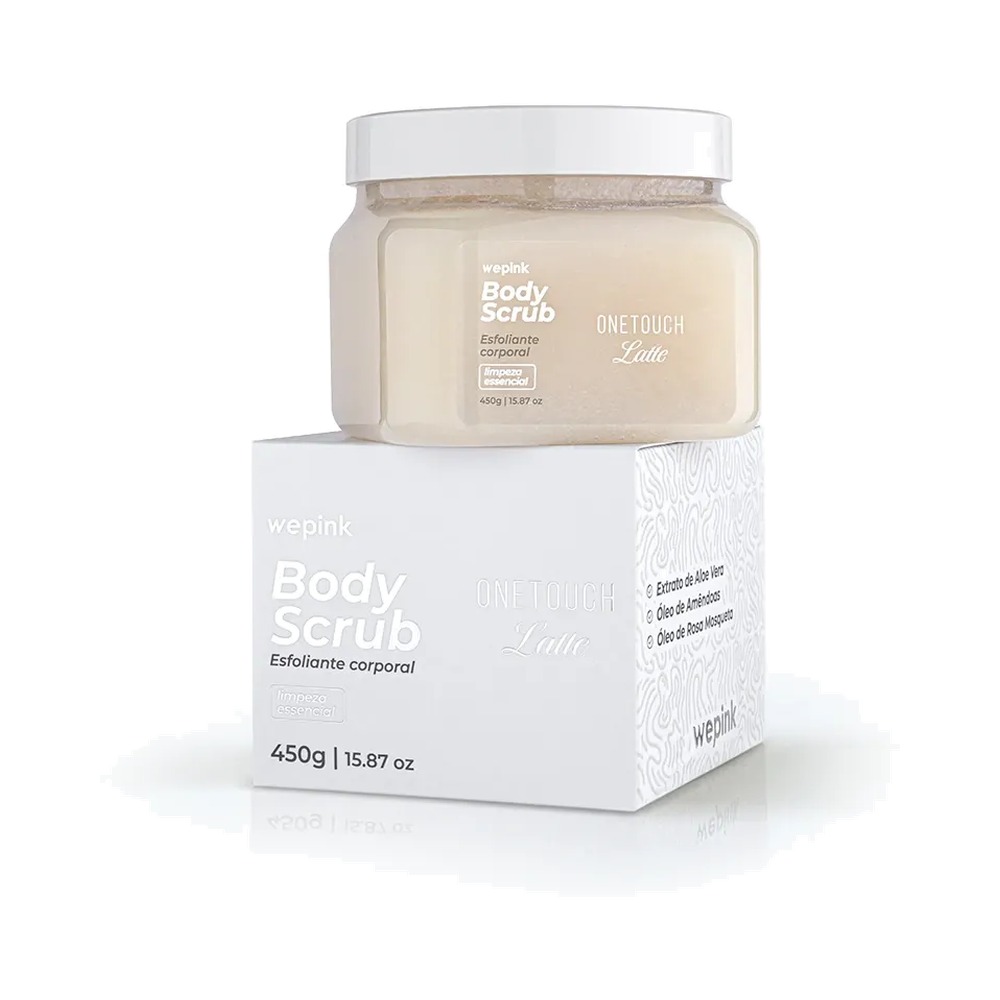 wepink
Body
Scrub
Esfoliante
corporal
limpeza
essencial
450g | 15.87 oz
ONETOUCH
Latte
wepink
Body
Scrub
Esfoliante corporal
limpeza
essencial
450g | 15.87 oz
ONETOUCH
Latte
Extrato de Aloe Vera
Óleo de Amêndoas
Óleo de Rosa Mosqueta
wepink